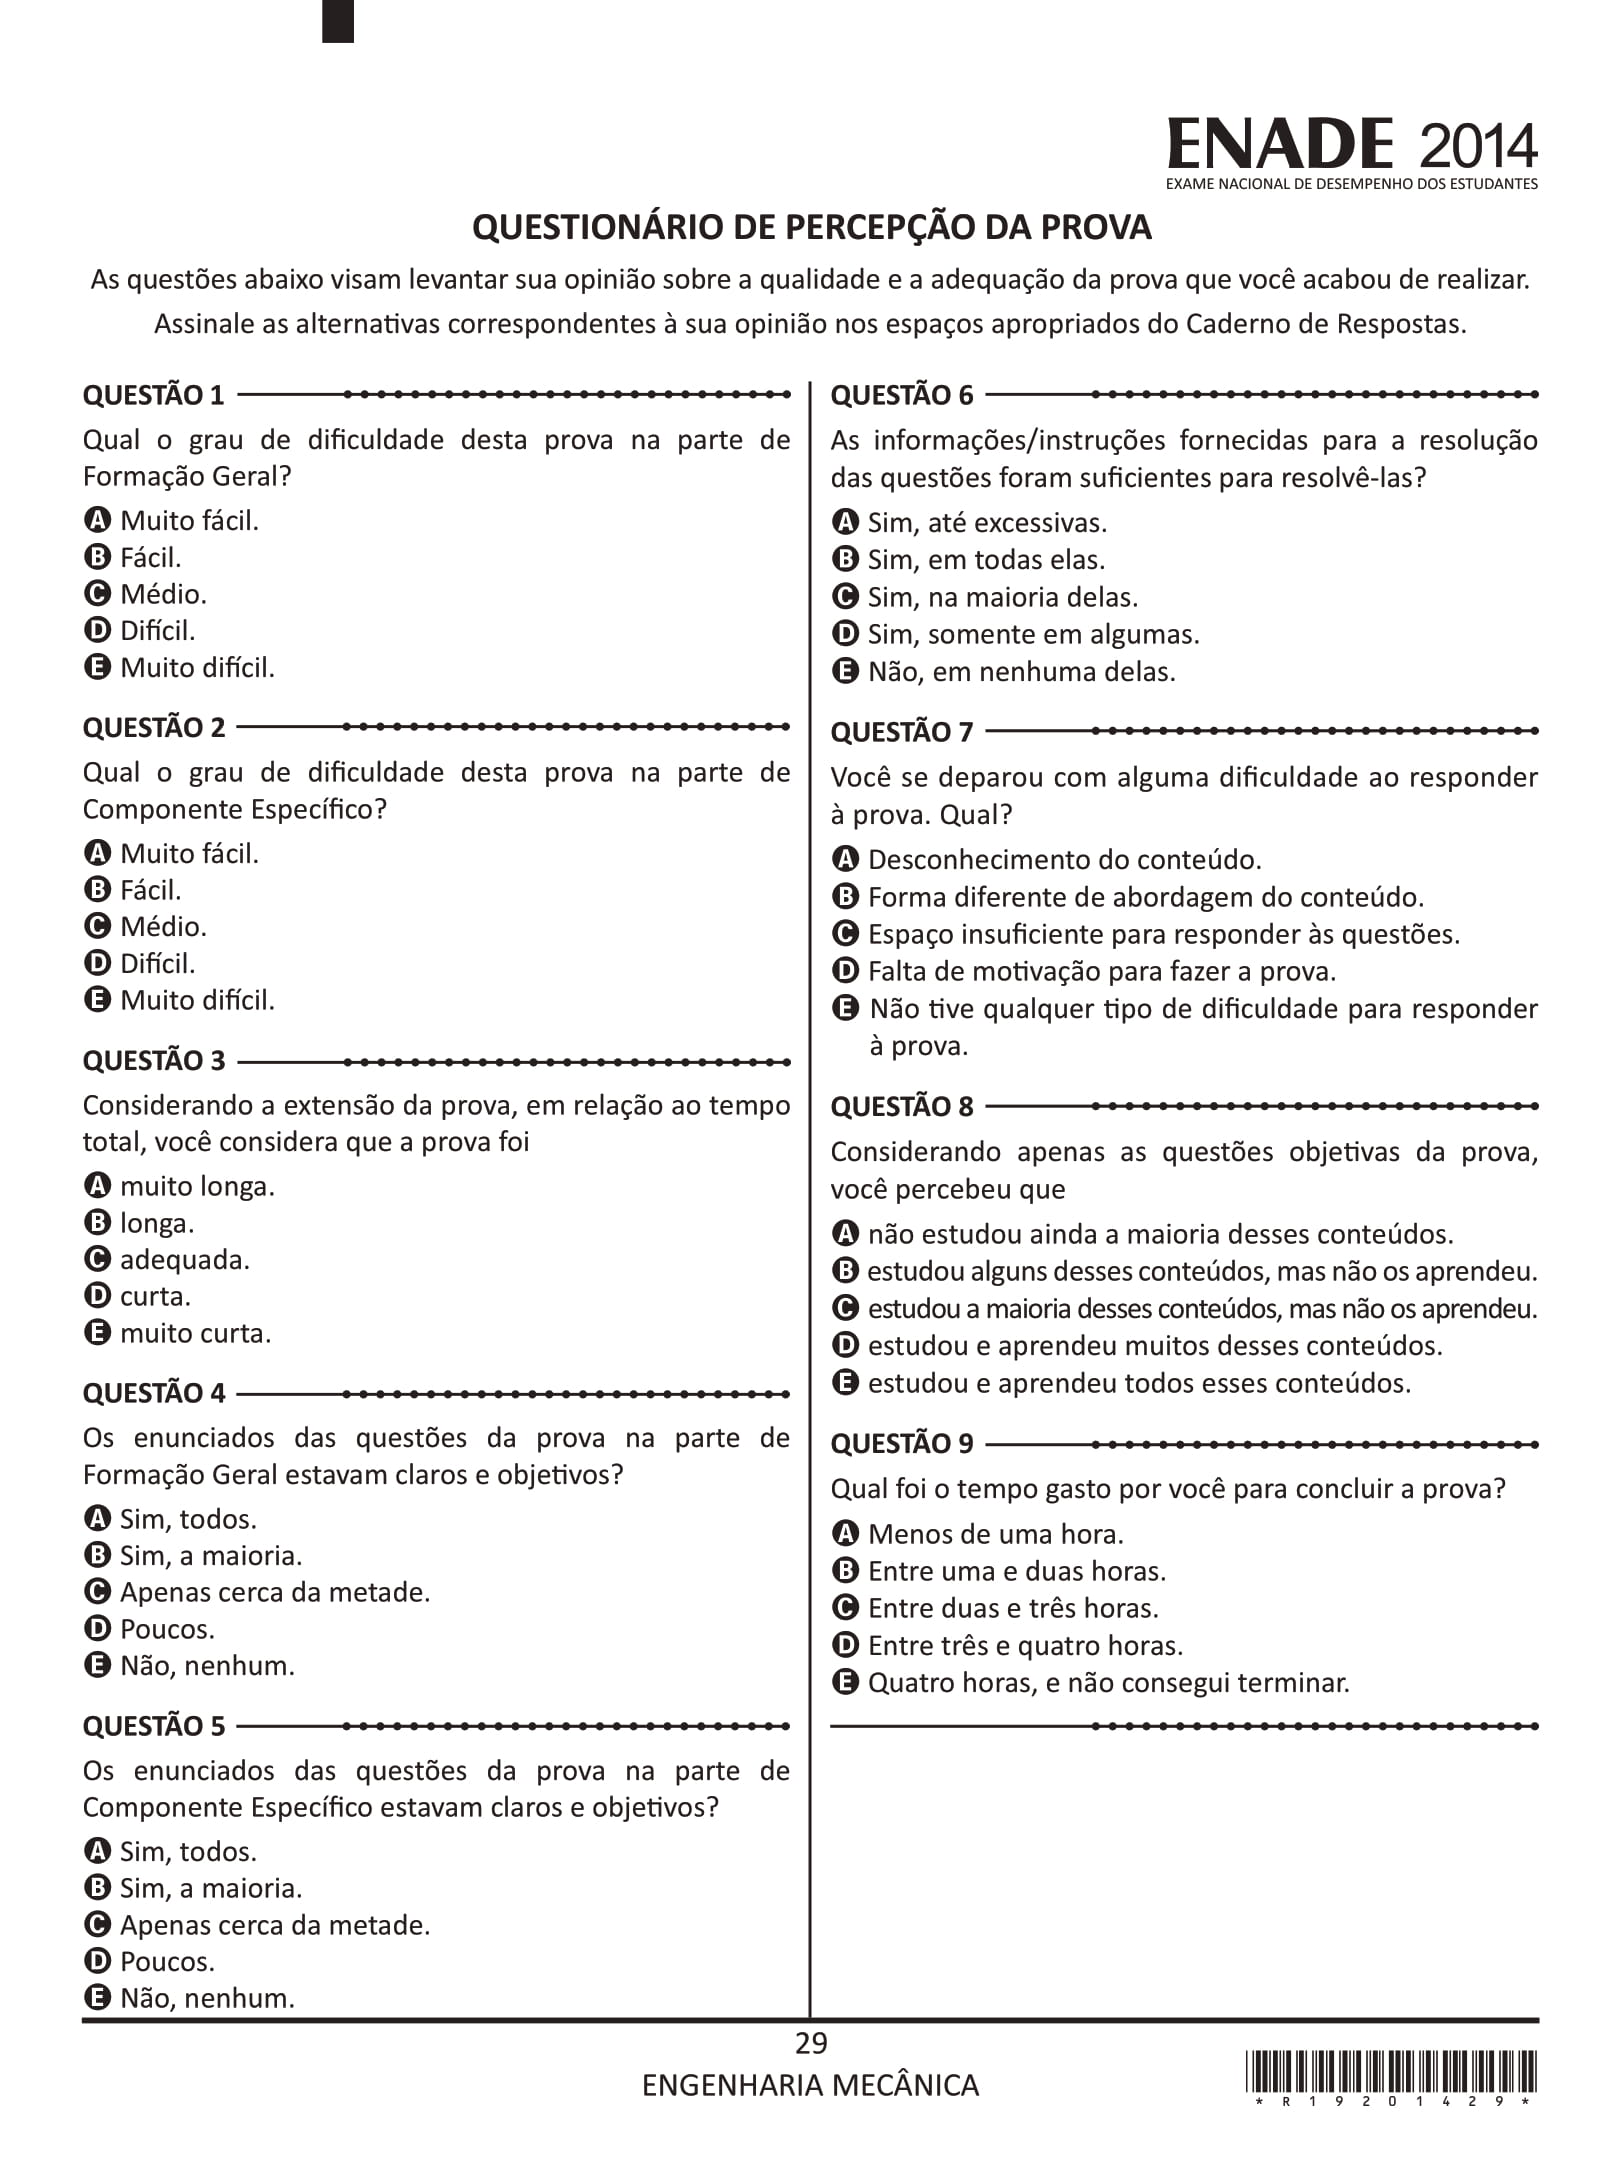 ENADE 2014
EXAME NACIONAL DE DESEMPENHO DOS ESTUDANTES
QUESTIONÁRIO DE PERCEPÇÃO DA PROVA
As questões abaixo visam levantar sua opinião sobre a qualidade e a adequação da prova que você acabou de realizar.
Assinale as alternativas correspondentes à sua opinião nos espaços apropriados do Caderno de Respostas.
QUESTÃO 1
Qual o grau de dificuldade desta prova na parte de
Formação Geral?
A Muito fácil.
B Fácil.
C Médio.
D Difícil.
E Muito difícil.
QUESTÃO 2
Qual o grau de dificuldade desta prova na parte de
Componente Específico?
A Muito fácil.
B Fácil.
C Médio.
D Difícil.
E Muito difícil.
QUESTÃO 3
Considerando a extensão da prova, em relação ao tempo
total, você considera que a prova foi
A muito longa.
B longa.
C adequada.
D curta.
E muito curta.
QUESTÃO 4
Os enunciados das questões da prova na parte de
Formação Geral estavam claros e objetivos?
A Sim, todos.
B Sim, a maioria.
C Apenas cerca da metade.
D Poucos.
E Não, nenhum.
QUESTÃO 5
Os enunciados das questões da prova na parte de
Componente Específico estavam claros e objetivos?
A Sim, todos.
B Sim, a maioria.
C Apenas cerca da metade.
D Poucos.
E Não, nenhum.
QUESTÃO 6
As informações/instruções fornecidas para a resolução
das questões foram suficientes para resolvê-las?
A Sim, até excessivas.
B Sim, em todas elas.
C Sim, na maioria delas.
D Sim, somente em algumas.
E Não, em nenhuma delas.
QUESTÃO 7
Você se deparou com alguma dificuldade ao responder
à prova. Qual?
A Desconhecimento do conteúdo.
B Forma diferente de abordagem do conteúdo.
C Espaço insuficiente para responder às questões.
D Falta de motivação para fazer a prova.
E Não tive qualquer tipo de dificuldade para responder
à prova.
QUESTÃO 8
Considerando apenas as questões objetivas da prova,
você percebeu que
A não estudou ainda a maioria desses conteúdos.
B estudou alguns desses conteúdos, mas não os aprendeu.
C estudou a maioria desses conteúdos, mas não os aprendeu.
D estudou e aprendeu muitos desses conteúdos.
E estudou e aprendeu todos esses conteúdos.
QUESTÃO 9
Qual foi o tempo gasto por você para concluir a prova?
A Menos de uma hora.
B Entre uma e duas horas.
C Entre duas e três horas.
D Entre três e quatro horas.
E Quatro horas, e não consegui terminar.
29
ENGENHARIA MECÂNICA
*R19201429*